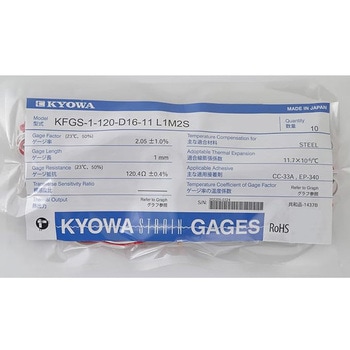 KYOWA
MADE IN JAPAN
Model
型式
KFGS-1-120-D16-11 L1M2S
Quantity
数量
10
Gage Factor (23℃, 50%)
ゲージ率
2.05 ±1.0%
Gage Length
ゲージ長
1 mm
Gage Resistance (23℃, 50%)
ゲージ抵抗
120.4Ω ±0.4%
Transverse Sensitivity Ratio
Thermal Output
Refer to Graph
グラフ参照
Temperature Compensation for
主な適合材料
STEEL
Adoptable Thermal Expansion
適合線膨張係数
11.7×10⁻⁶/℃
Applicable Adhesive
主な適用接着剤
CC-33A , EP-340
Temperature Coefficient of Gage Factor
ゲージ率の温度係数
Refer to Graph
グラフ参照
S/N
共和品-1437B
KYOWA STRAIN GAGES
RoHS